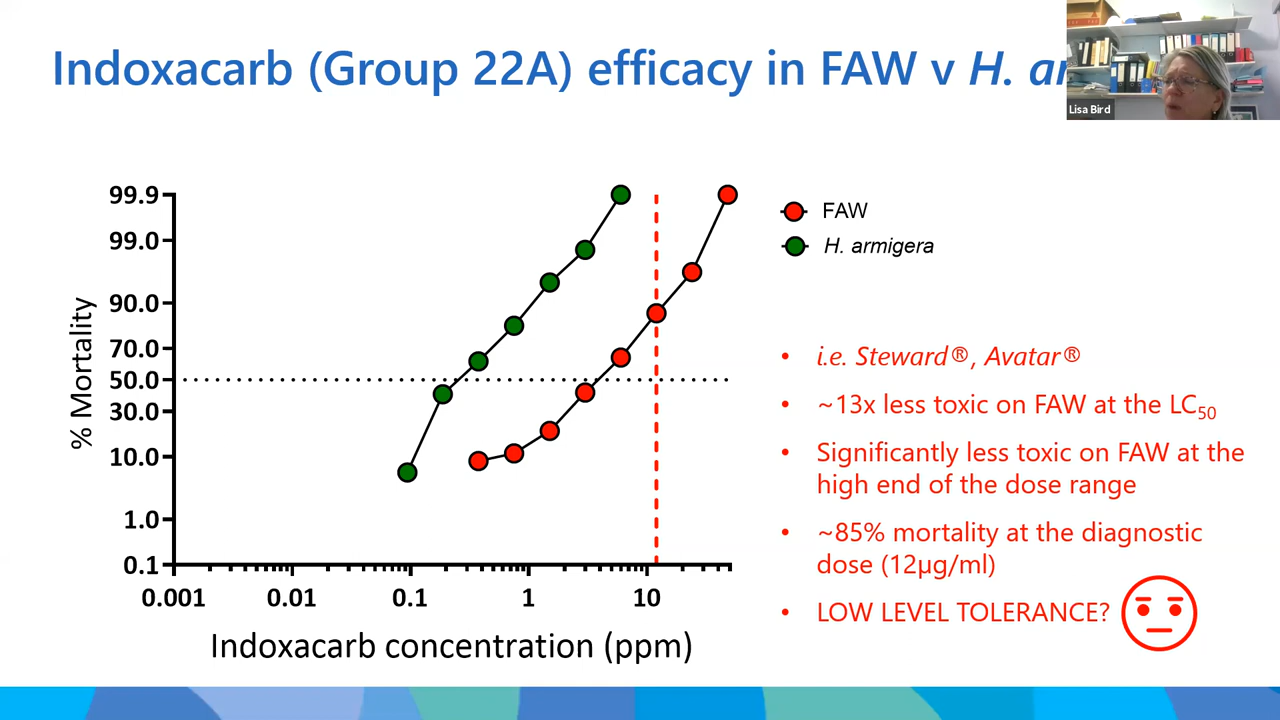 Indoxacarb (Group 22A) efficacy in FAW v H. ar
Lisa Bird
99.9
99.0
90.0
70.0
50.0
30.0
10.0
1.0
0.1
% Mortality
0.001 0.01 0.1 1 10
Indoxacarb concentration (ppm)
FAW
H. armigera
• i.e. Steward®, Avatar®
• ~13x less toxic on FAW at the LC50
• Significantly less toxic on FAW at the
high end of the dose range
• ~85% mortality at the diagnostic
dose (12µg/ml)
• LOW LEVEL TOLERANCE?